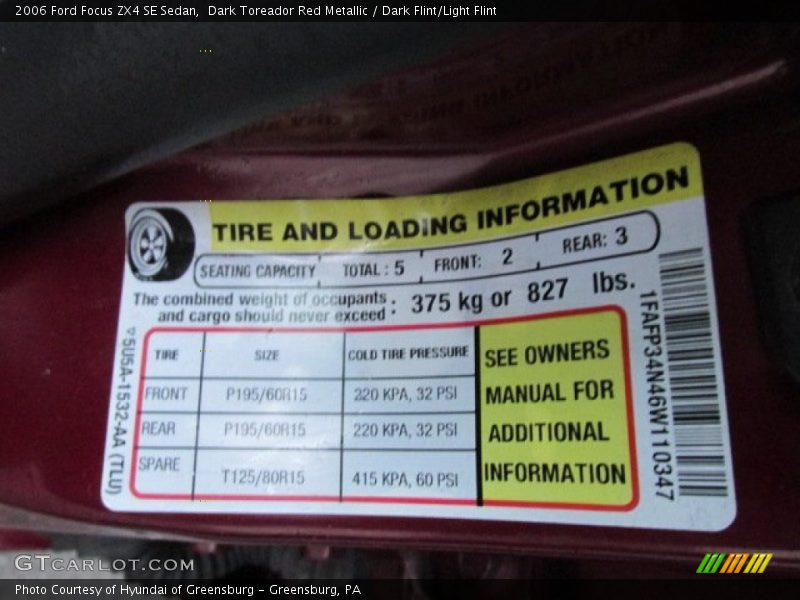 2006 Ford Focus ZX4 SE Sedan,  Dark Toreador Red Metallic / Dark Flint/Light Flint
TIRE AND LOADING INFORMATION
SEATING CAPACITY TOTAL : 5 FRONT: 2 REAR: 3
The combined weight of occupants
and cargo should never exceed : 375 kg or 827 lbs.
TIRE SIZE COLD TIRE PRESSURE
FRONT P195/60R15 220 KPA, 32 PSI
REAR P195/60R15 220 KPA, 32 PSI
SPARE T125/80R15 415 KPA, 60 PSI
SEE OWNERS
MANUAL FOR
ADDITIONAL
INFORMATION
5U5A-1532-AA (TLU)
1FAFP34N46W110347
GTCARLOT.COM
Photo Courtesy of Hyundai of Greensburg – Greensburg, PA